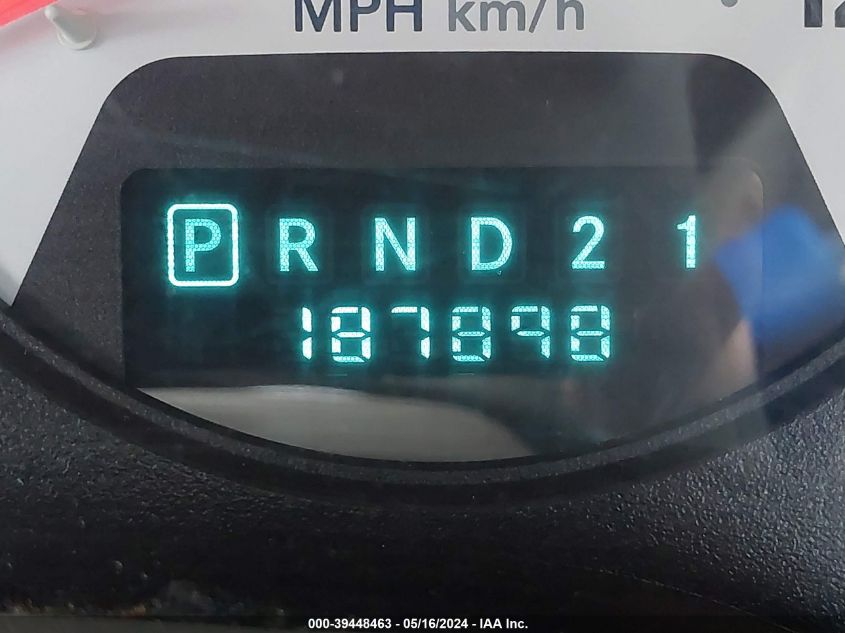 MPH km/h
P R N D 2 1
187898
000-39448463 - 05/16/2024 - IAA Inc.